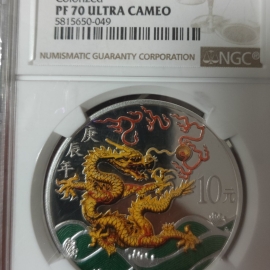 Colorized
PF 70 ULTRA CAMEO
5815650-049
NUMISMATIC GUARANTY CORPORATION
NGC
庚辰年
10元